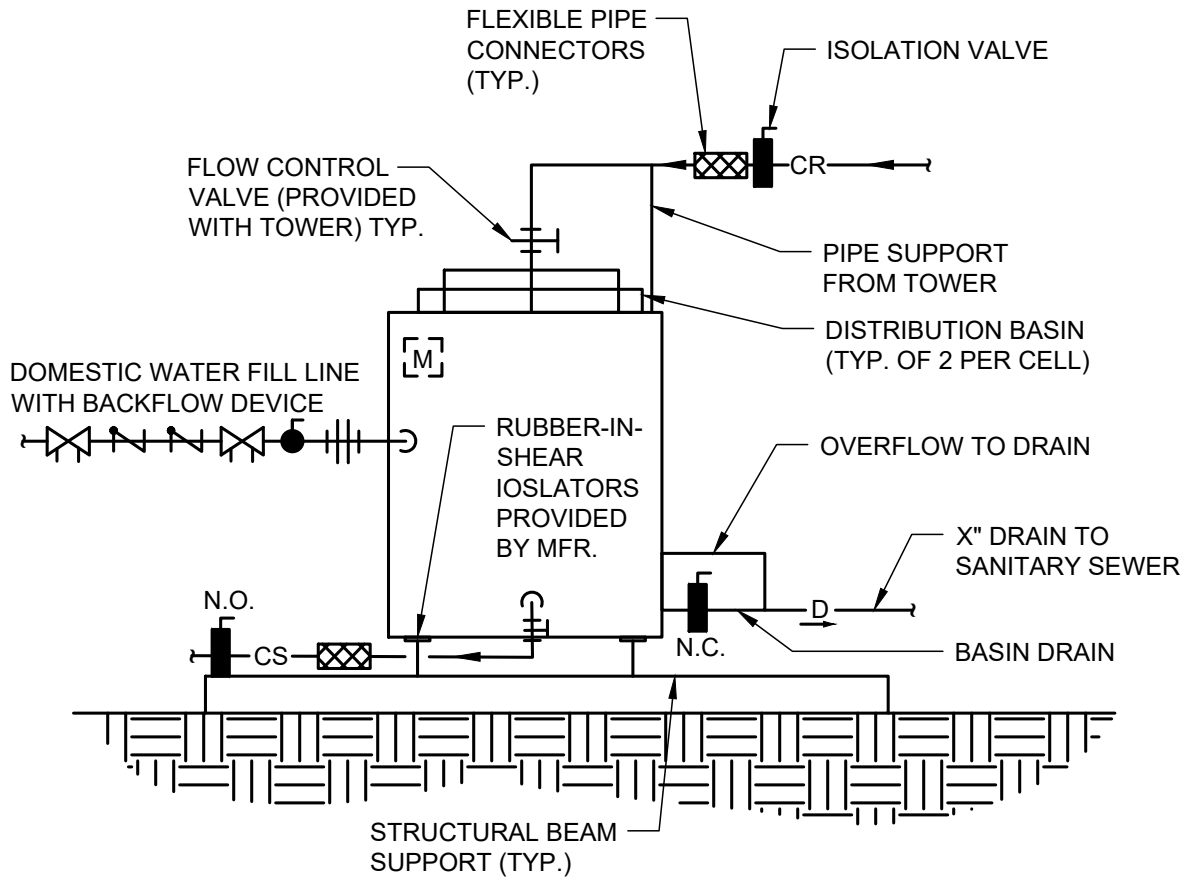 FLEXIBLE PIPE
CONNECTORS
(TYP.)
ISOLATION VALVE
FLOW CONTROL
VALVE (PROVIDED
WITH TOWER) TYP.
CR
PIPE SUPPORT
FROM TOWER
DISTRIBUTION BASIN
(TYP. OF 2 PER CELL)
M
DOMESTIC WATER FILL LINE
WITH BACKFLOW DEVICE
RUBBER-IN-
SHEAR
IOSLATORS
PROVIDED
BY MFR.
OVERFLOW TO DRAIN
X" DRAIN TO
SANITARY SEWER
N.O.
D
N.C.
CS
BASIN DRAIN
STRUCTURAL BEAM
SUPPORT (TYP.)